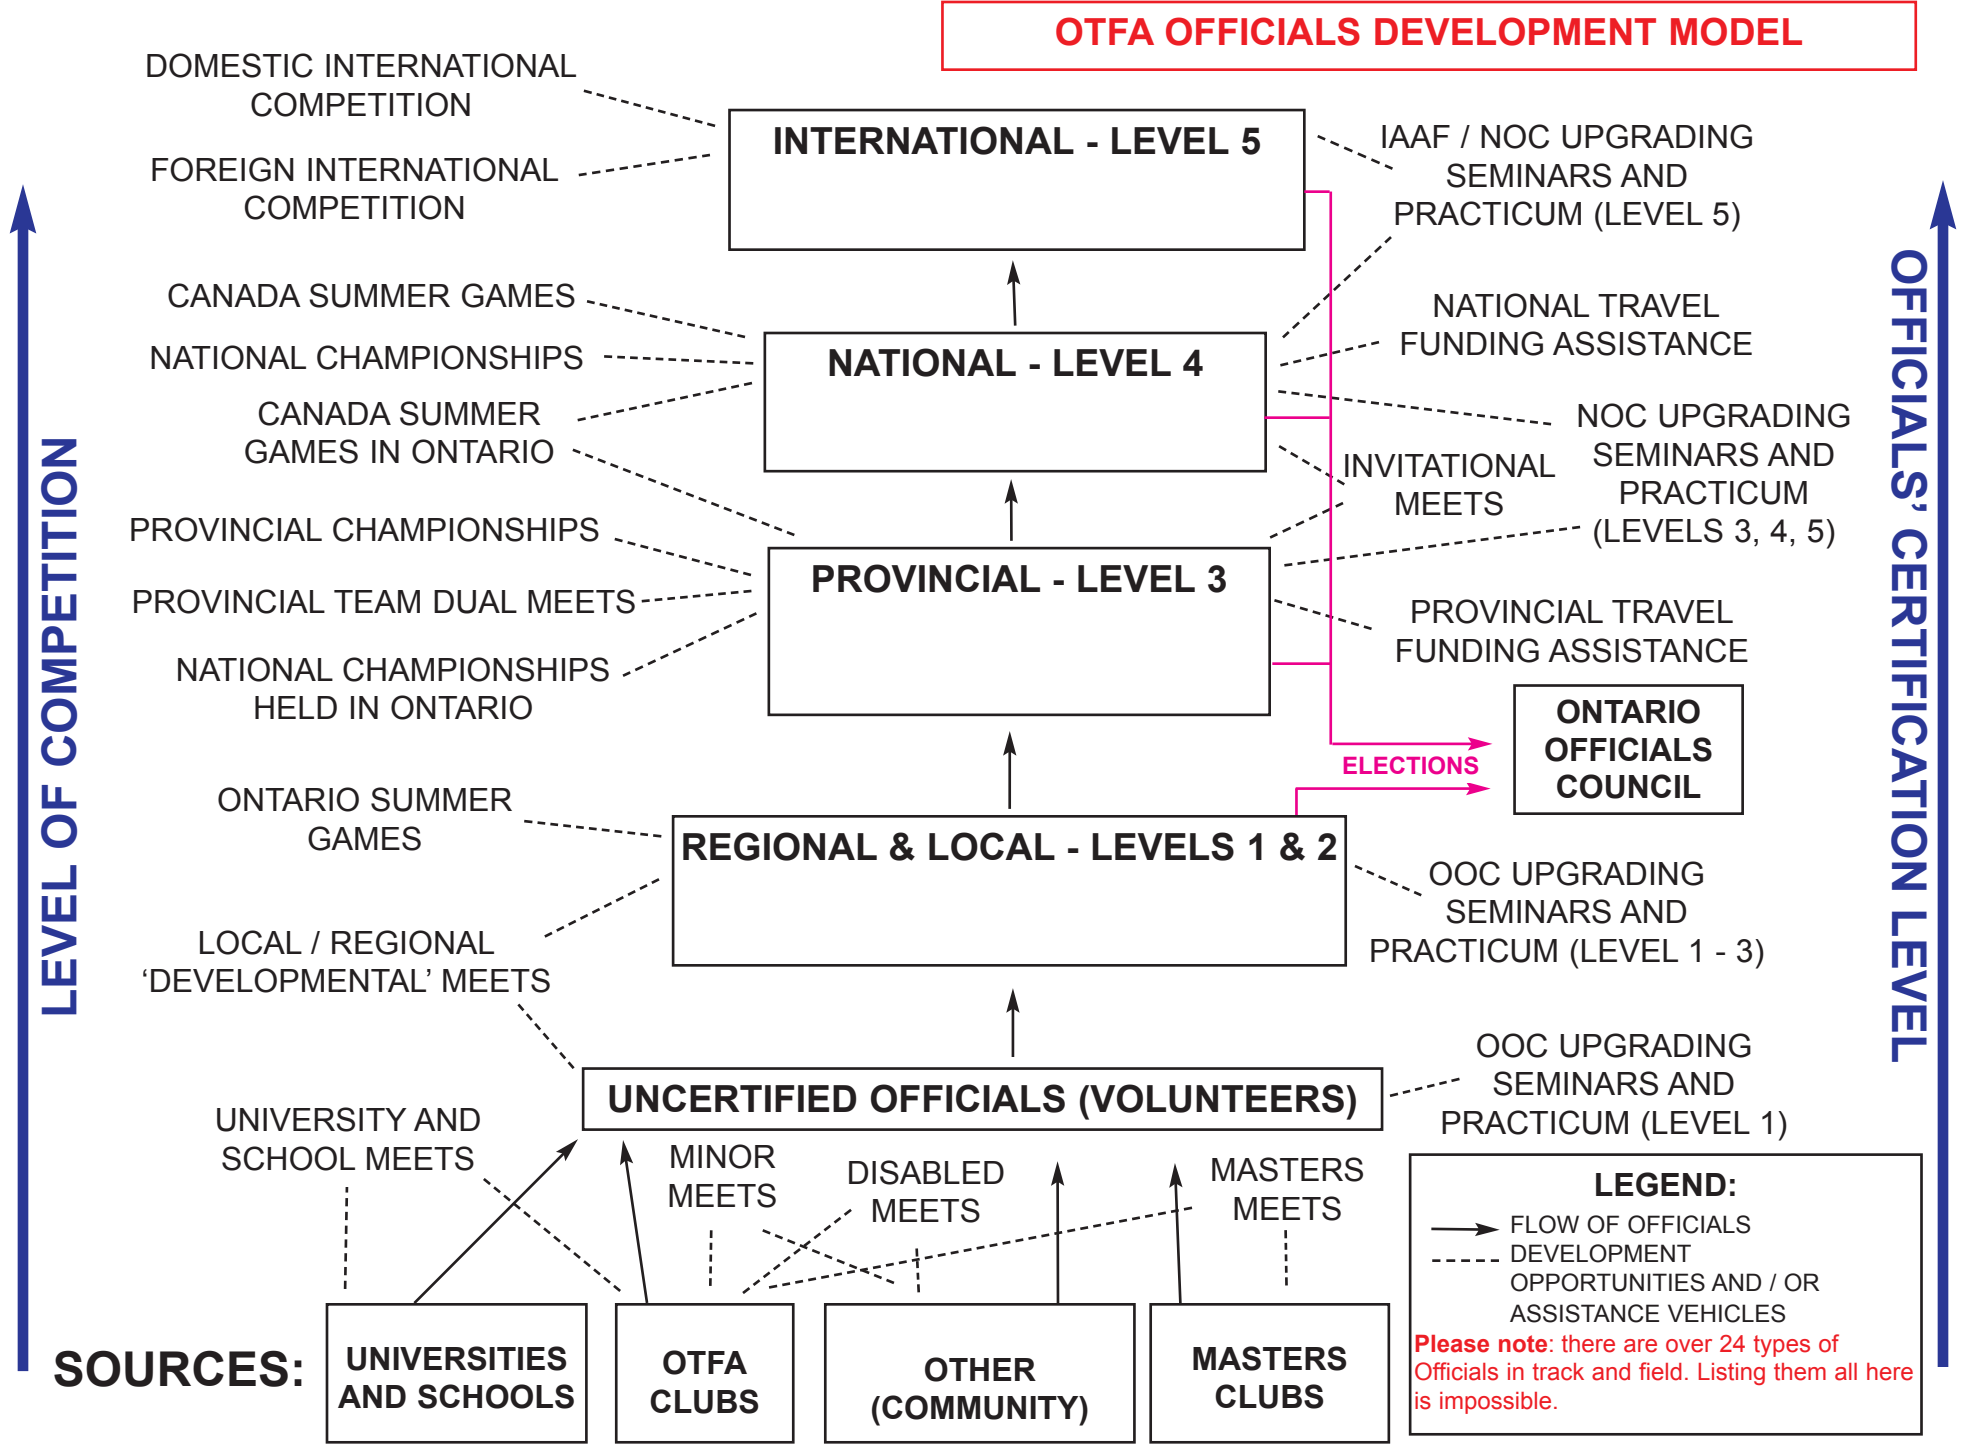 OTFA OFFICIALS DEVELOPMENT MODEL
DOMESTIC INTERNATIONAL
COMPETITION
FOREIGN INTERNATIONAL
COMPETITION
INTERNATIONAL - LEVEL 5
IAAF / NOC UPGRADING
SEMINARS AND
PRACTICUM (LEVEL 5)
CANADA SUMMER GAMES
NATIONAL CHAMPIONSHIPS
CANADA SUMMER
GAMES IN ONTARIO
NATIONAL - LEVEL 4
NATIONAL TRAVEL
FUNDING ASSISTANCE
NOC UPGRADING
SEMINARS AND
PRACTICUM
(LEVELS 3, 4, 5)
INVITATIONAL
MEETS
PROVINCIAL CHAMPIONSHIPS
PROVINCIAL TEAM DUAL MEETS
NATIONAL CHAMPIONSHIPS
HELD IN ONTARIO
PROVINCIAL - LEVEL 3
PROVINCIAL TRAVEL
FUNDING ASSISTANCE
ONTARIO
OFFICIALS
COUNCIL
ELECTIONS
ONTARIO SUMMER
GAMES
LOCAL / REGIONAL
‘DEVELOPMENTAL’ MEETS
REGIONAL & LOCAL - LEVELS 1 & 2
OOC UPGRADING
SEMINARS AND
PRACTICUM (LEVEL 1 - 3)
UNCERTIFIED OFFICIALS (VOLUNTEERS)
OOC UPGRADING
SEMINARS AND
PRACTICUM (LEVEL 1)
UNIVERSITY AND
SCHOOL MEETS
MINOR
MEETS
DISABLED
MEETS
MASTERS
MEETS
SOURCES:
UNIVERSITIES
AND SCHOOLS
OTFA
CLUBS
OTHER
(COMMUNITY)
MASTERS
CLUBS
LEGEND:
FLOW OF OFFICIALS
DEVELOPMENT
OPPORTUNITIES AND / OR
ASSISTANCE VEHICLES
Please note: there are over 24 types of
Officials in track and field. Listing them all here
is impossible.
LEVEL OF COMPETITION
OFFICIALS’ CERTIFICATION LEVEL